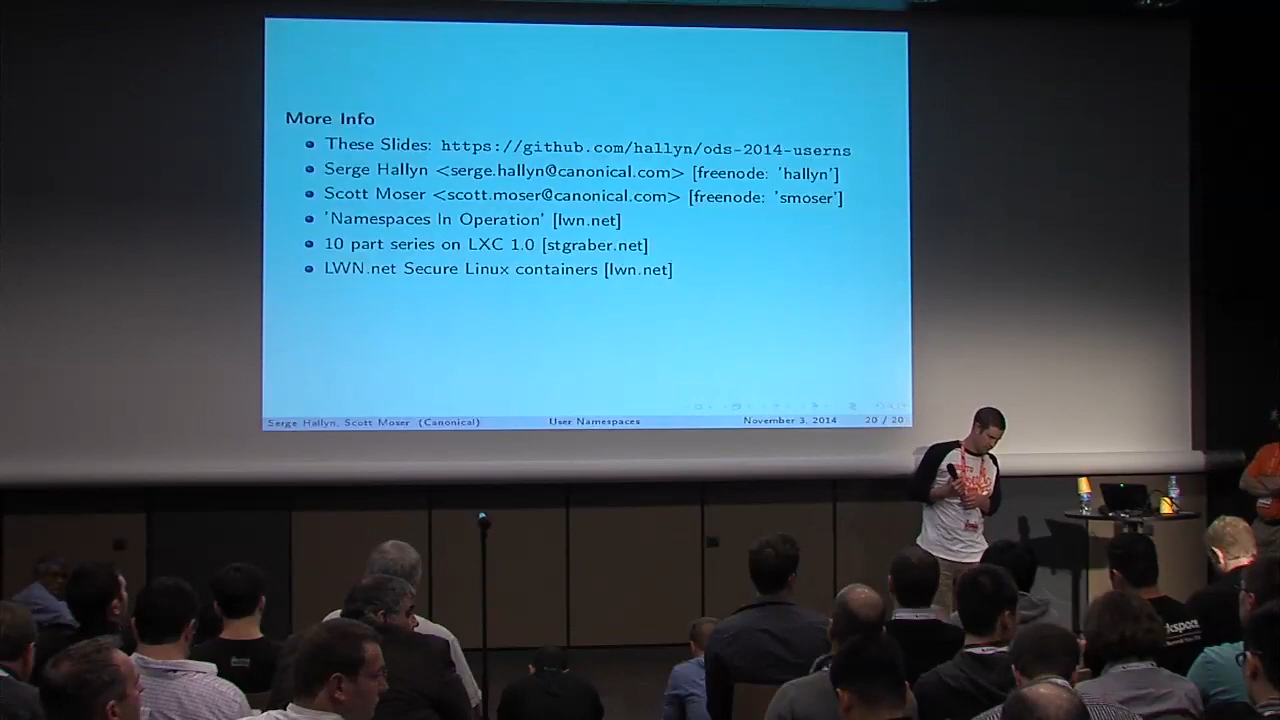 More Info
These Slides: https://github.com/hallyn/ods-2014-userns
Serge Hallyn <serge.hallyn@canonical.com> [freenode: 'hallyn']
Scott Moser <scott.moser@canonical.com> [freenode: 'smoser']
'Namespaces In Operation' [lwn.net]
10 part series on LXC 1.0 [stgraber.net]
LWN.net Secure Linux containers [lwn.net]
Serge Hallyn, Scott Moser (Canonical) User Namespaces November 3, 2014 20 / 20